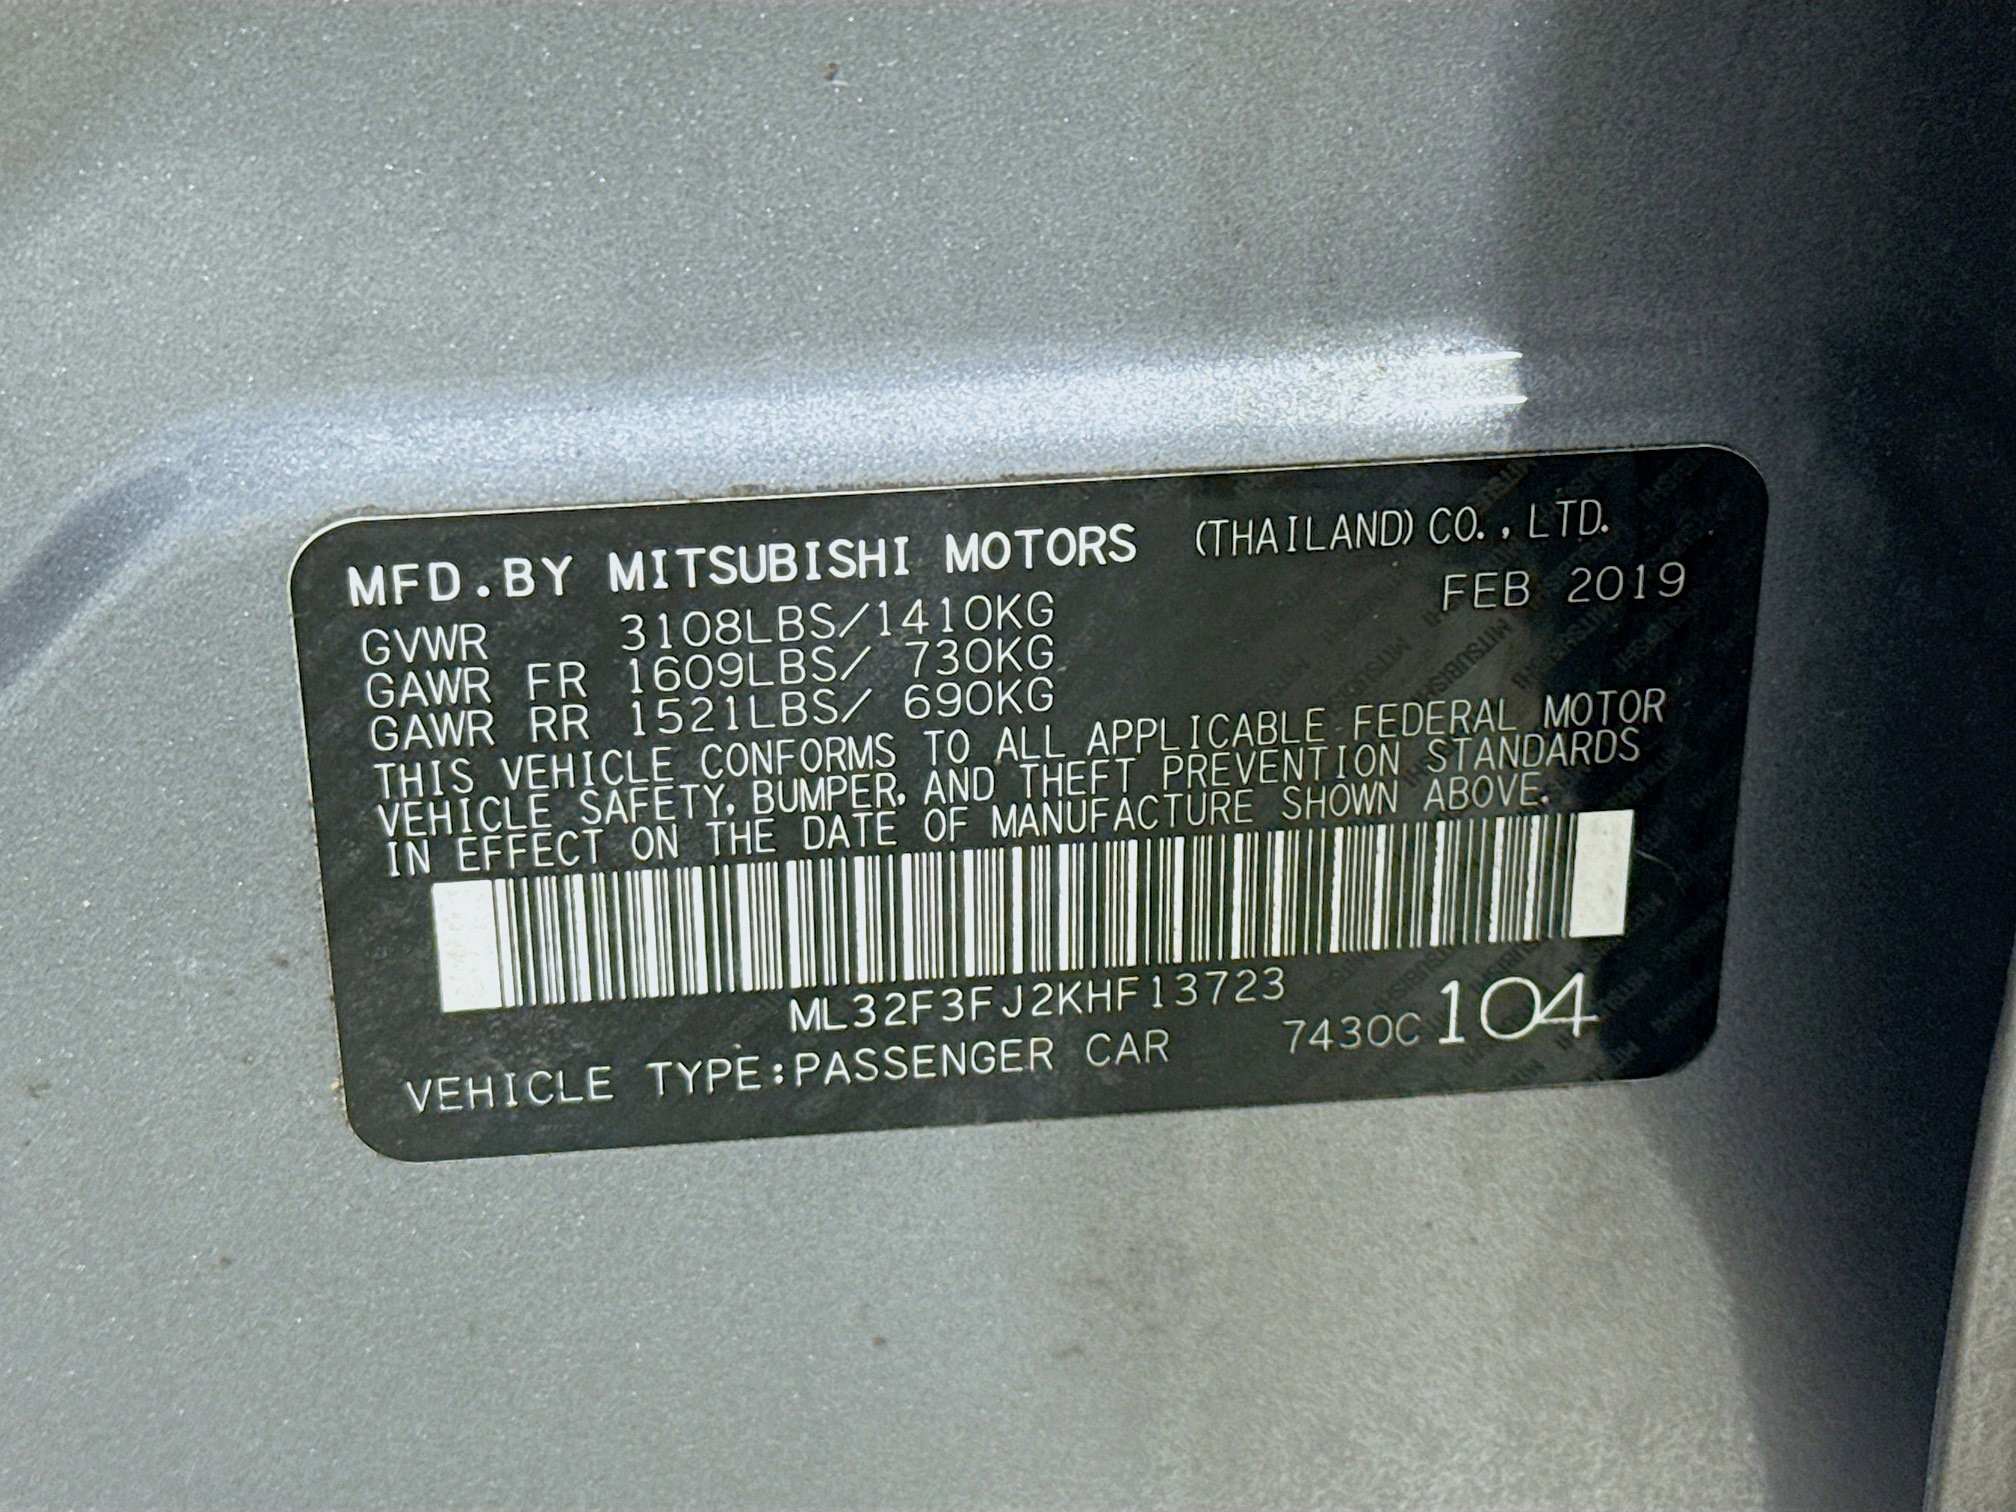 MFD.BY MITSUBISHI MOTORS (THAILAND) CO.,LTD.
FEB 2019
GVWR 3108LBS/1410KG
GAWR FR 1609LBS/ 730KG
GAWR RR 1521LBS/ 690KG
THIS VEHICLE CONFORMS TO ALL APPLICABLE FEDERAL MOTOR
VEHICLE SAFETY, BUMPER, AND THEFT PREVENTION STANDARDS
IN EFFECT ON THE DATE OF MANUFACTURE SHOWN ABOVE.
ML32F3FJ2KHF13723
7430C 104
VEHICLE TYPE:PASSENGER CAR